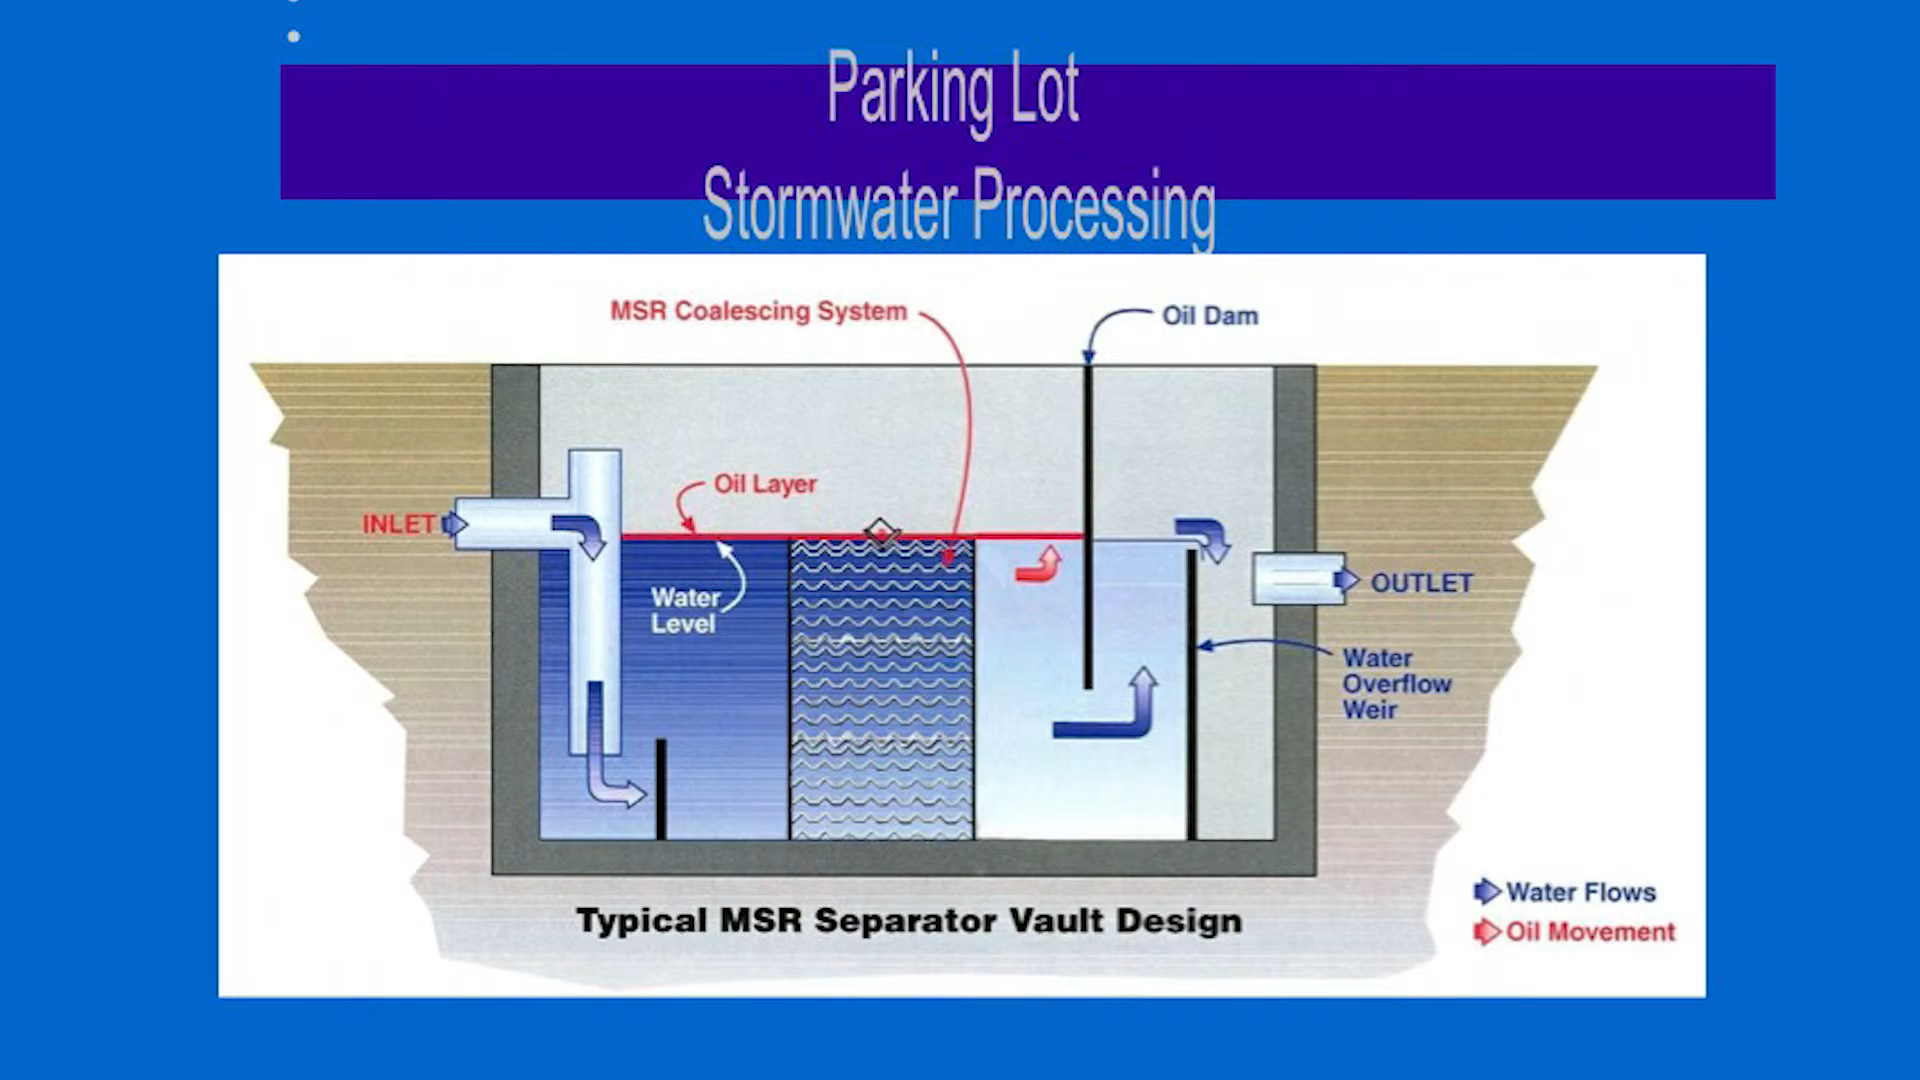 Parking Lot
Stormwater Processing
MSR Coalescing System
Oil Dam
Oil Layer
INLET
Water
Level
OUTLET
Water
Overflow
Weir
Water Flows
Typical MSR Separator Vault Design
Oil Movement